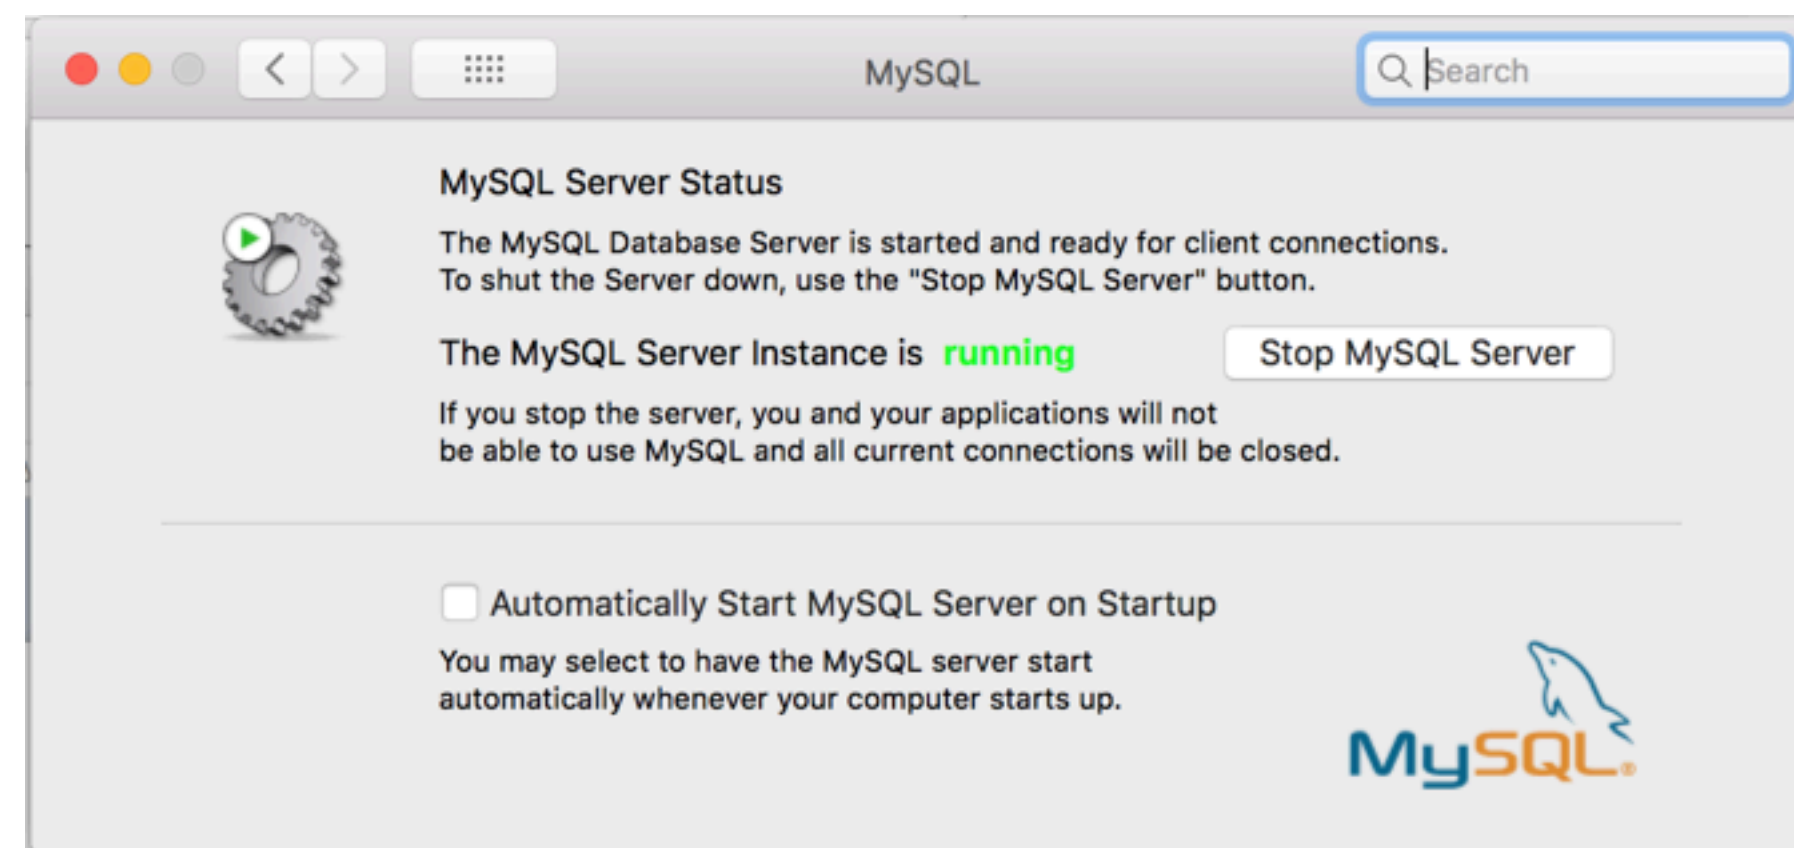 MySQL
Search
MySQL Server Status
The MySQL Database Server is started and ready for client connections.
To shut the Server down, use the "Stop MySQL Server" button.
The MySQL Server Instance is running
Stop MySQL Server
If you stop the server, you and your applications will not
be able to use MySQL and all current connections will be closed.
Automatically Start MySQL Server on Startup
You may select to have the MySQL server start
automatically whenever your computer starts up.
MySQL®